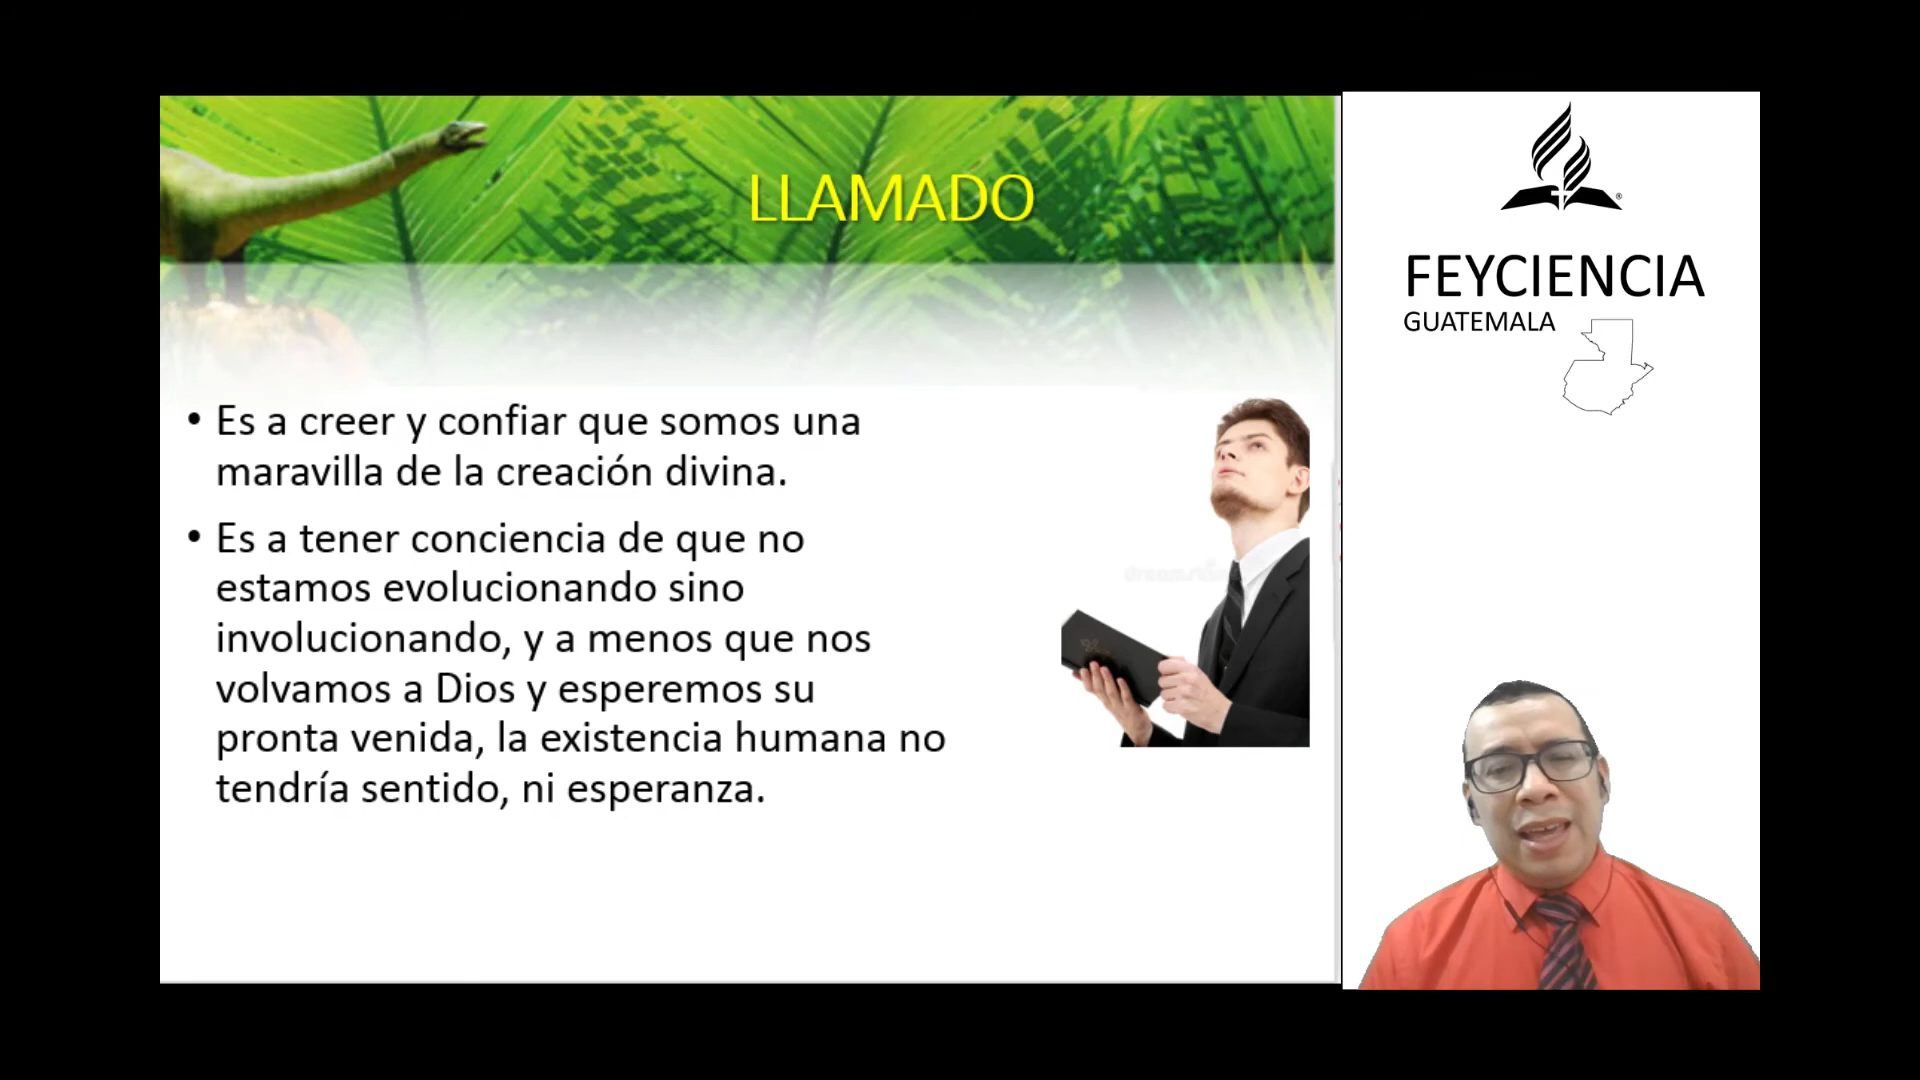 LLAMADO
• Es a creer y confiar que somos una
maravilla de la creación divina.
• Es a tener conciencia de que no
estamos evolucionando sino
involucionando, y a menos que nos
volvamos a Dios y esperemos su
pronta venida, la existencia humana no
tendría sentido, ni esperanza.
®
FEYCIENCIA
GUATEMALA